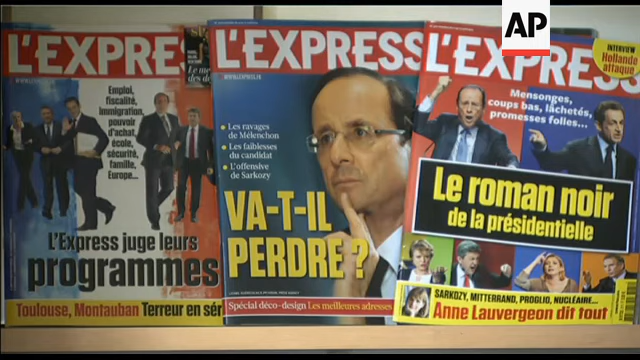 AP
L'EXPRES
Emploi,
fiscalité,
immigration,
pouvoir
d'achat,
école,
sécurité,
famille,
Europe...
L'Express juge leurs
programmes
Toulouse, Montauban Terreur en sér
L'EXPRESS
Les ravages
de Mélenchon
Les faiblesses
du candidat
L'offensive
de Sarkozy
VA-T-IL
PERDRE ?
Spécial déco-design Les meilleures adresses
L'EXPRESS
INTERVIEW
Hollande
attaque
Mensonges,
coups bas, lâchetés,
promesses folles...
Le roman noir
de la présidentielle
SARKOZY, MITTERRAND, PROGLIO, NUCLÉAIRE...
Anne Lauvergeon dit tout